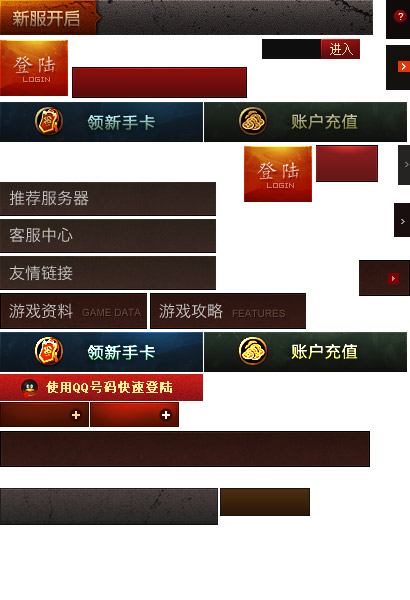 新服开启
登陆
LOGIN
进入
领新手卡
账户充值
登陆
LOGIN
推荐服务器
客服中心
友情链接
游戏资料 GAME DATA
游戏攻略 FEATURES
领新手卡
账户充值
使用QQ号码快速登陆